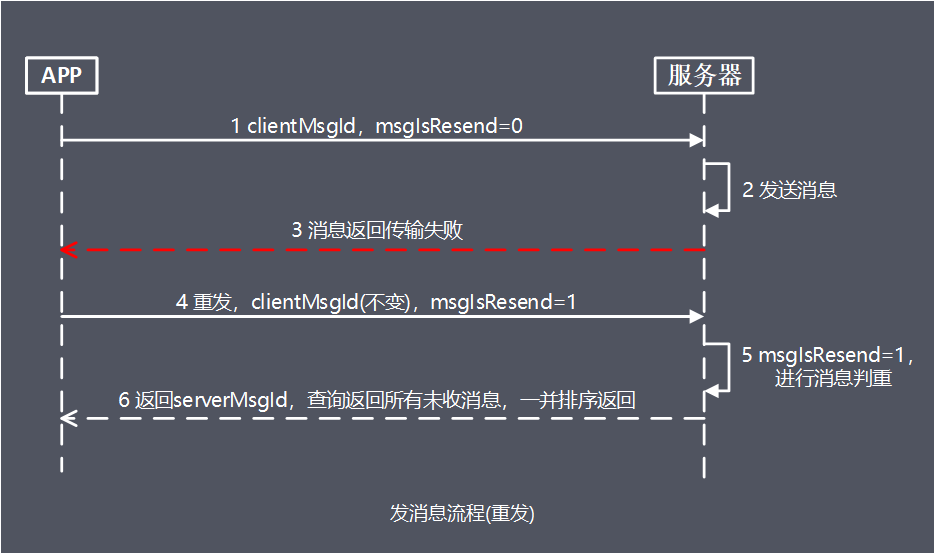 APP
服务器
1 clientMsgId，msgIsResend=0
2 发送消息
3 消息返回传输失败
4 重发，clientMsgId(不变)，msgIsResend=1
5 msgIsResend=1，
进行消息判重
6 返回serverMsgId，查询返回所有未收消息，一并排序返回
发消息流程(重发)